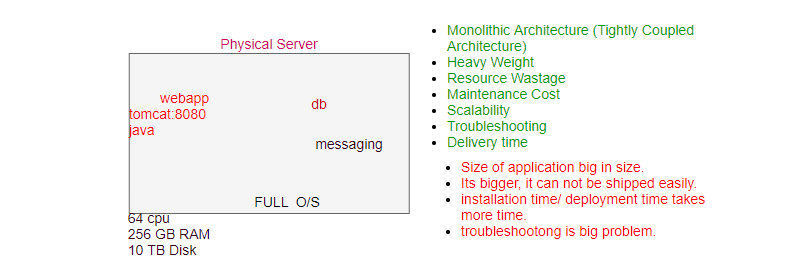 Physical Server
webapp
tomcat:8080
java
db
messaging
FULL O/S
64 cpu
256 GB RAM
10 TB Disk
Monolithic Architecture (Tightly Coupled
Architecture)
Heavy Weight
Resource Wastage
Maintenance Cost
Scalability
Troubleshooting
Delivery time
Size of application big in size.
Its bigger, it can not be shipped easily.
installation time/ deployment time takes
more time.
troubleshootong is big problem.